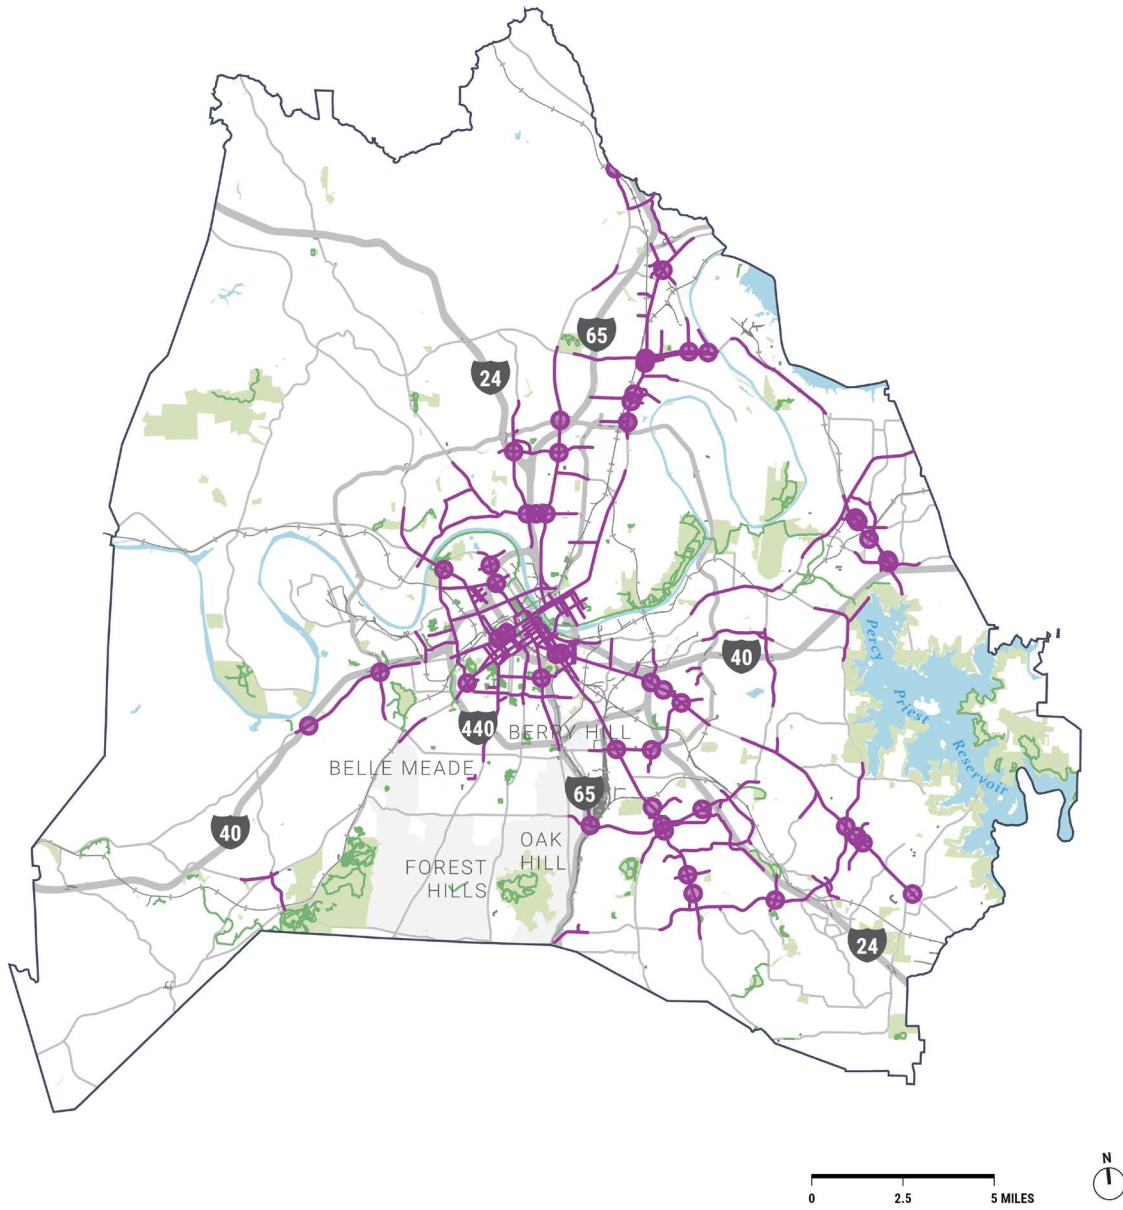 65
24
40
Percy
Priest
Reservoir
440
BERRY HILL
BELLE MEADE
65
40
OAK
HILL
FOREST
HILLS
24
N
0
2.5
5 MILES